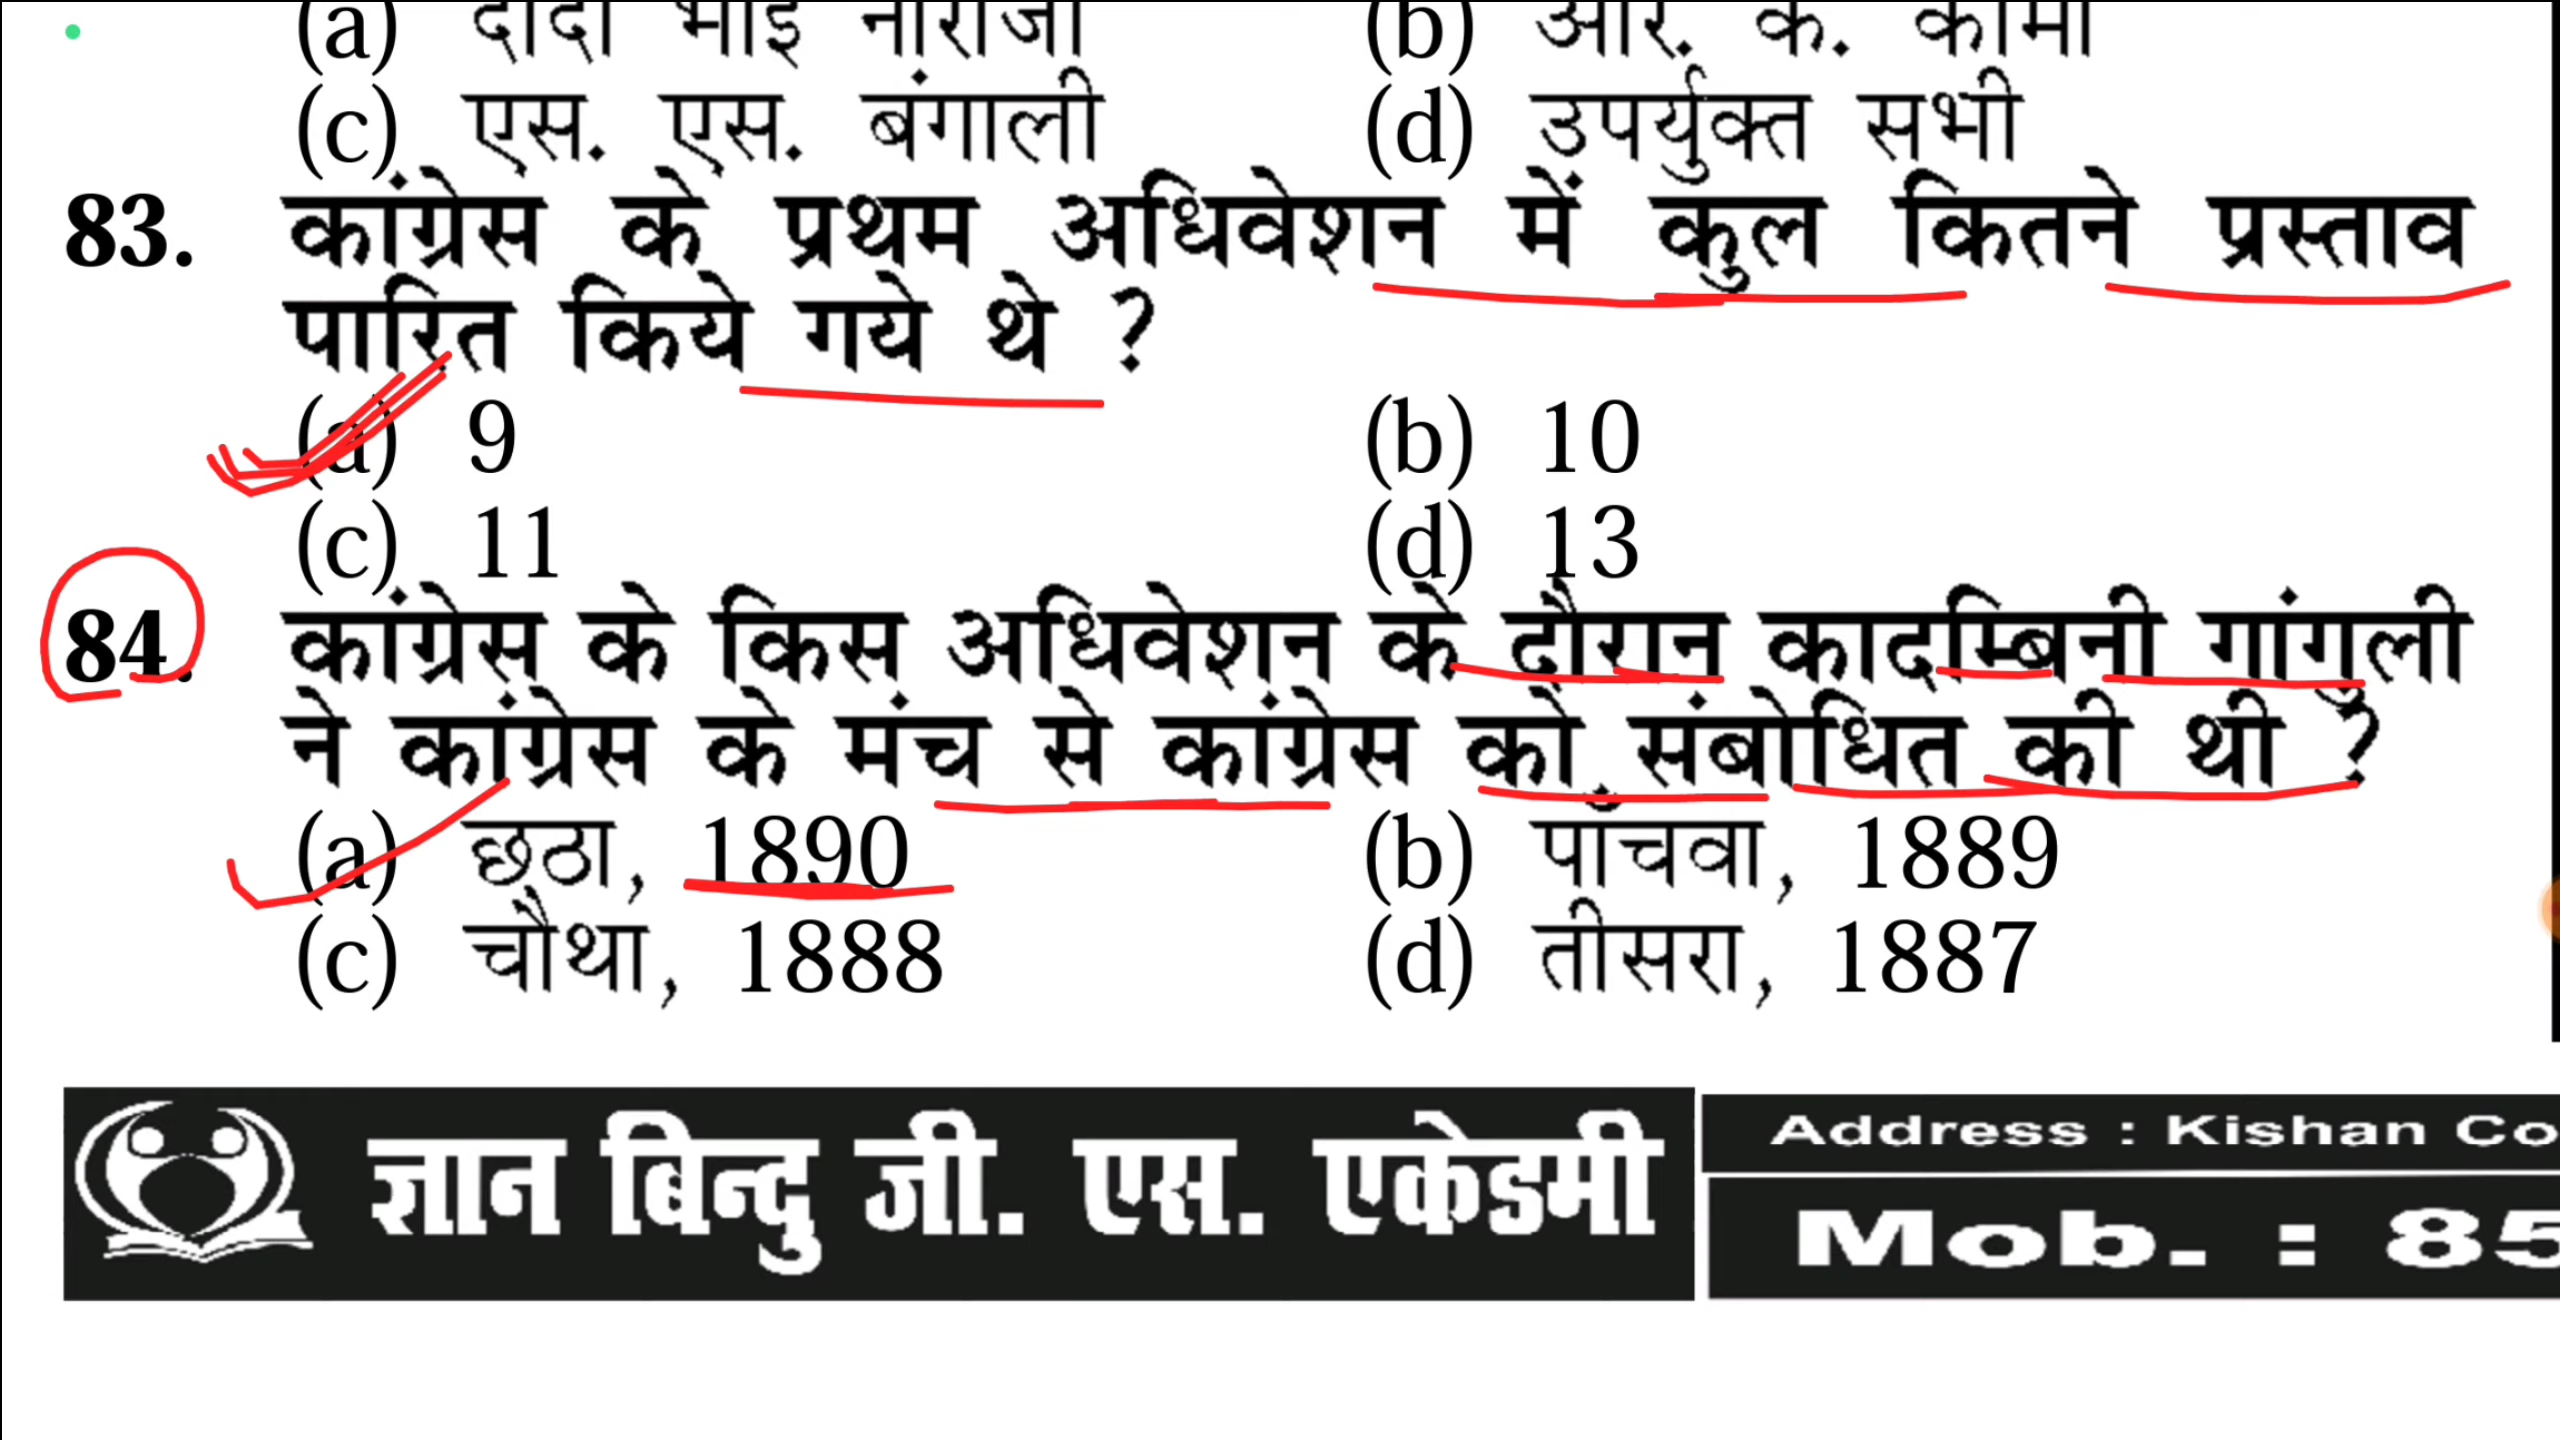 (a) दादा भाई नौरोजी (b) आर. के. कामा
(c) एस. एस. बंगाली (d) उपर्युक्त सभी
83. कांग्रेस के प्रथम अधिवेशन में कुल कितने प्रस्ताव
पारित किये गये थे ?
(a) 9 (b) 10
(c) 11 (d) 13
84. कांग्रेस के किस अधिवेशन के दौरान कादम्बिनी गांगुली
ने कांग्रेस के मंच से कांग्रेस को संबोधित की थी ?
(a) छठा, 1890 (b) पाँचवा, 1889
(c) चौथा, 1888 (d) तीसरा, 1887
ज्ञान बिन्दु जी. एस. एकेडमी
Address : Kishan Co
Mob. : 85